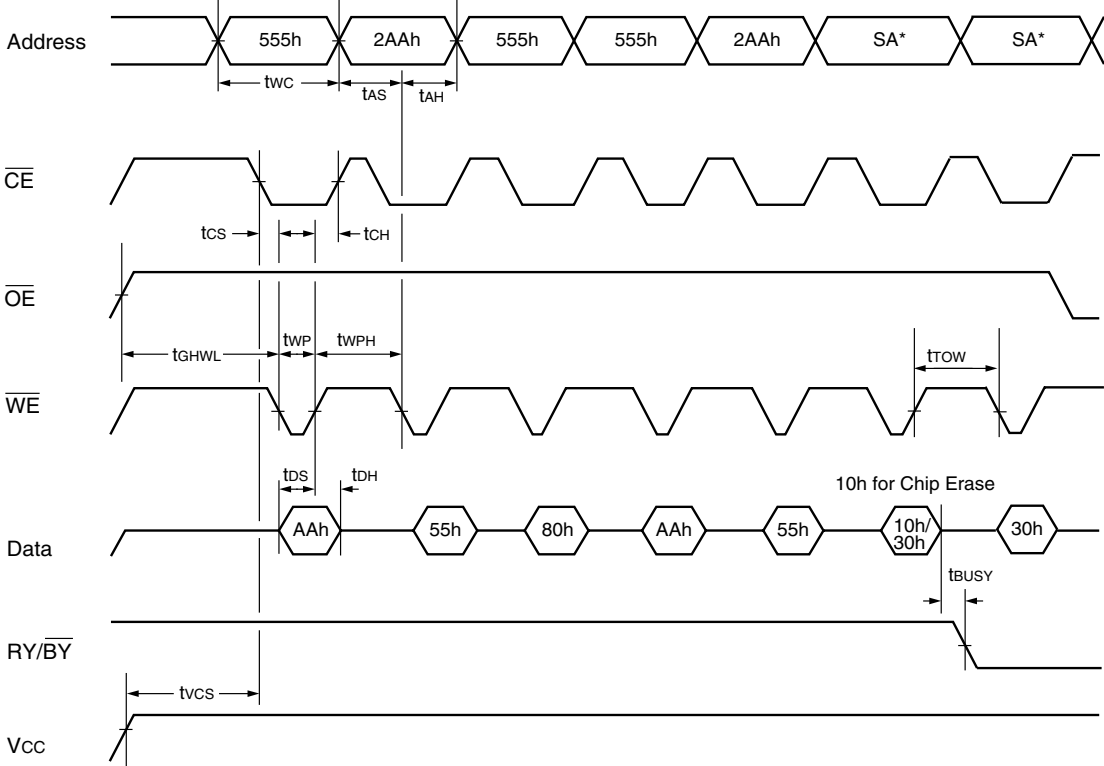 Address 555h 2AAh 555h 555h 2AAh SA* SA*
tWC tAS tAH
CE
tCS tCH
OE
tGHWL tWP tWPH tTOW
WE
tDS tDH
10h for Chip Erase
Data AAh 55h 80h AAh 55h 10h/ 30h 30h
tBUSY
RY/BY
tVCS
VCC